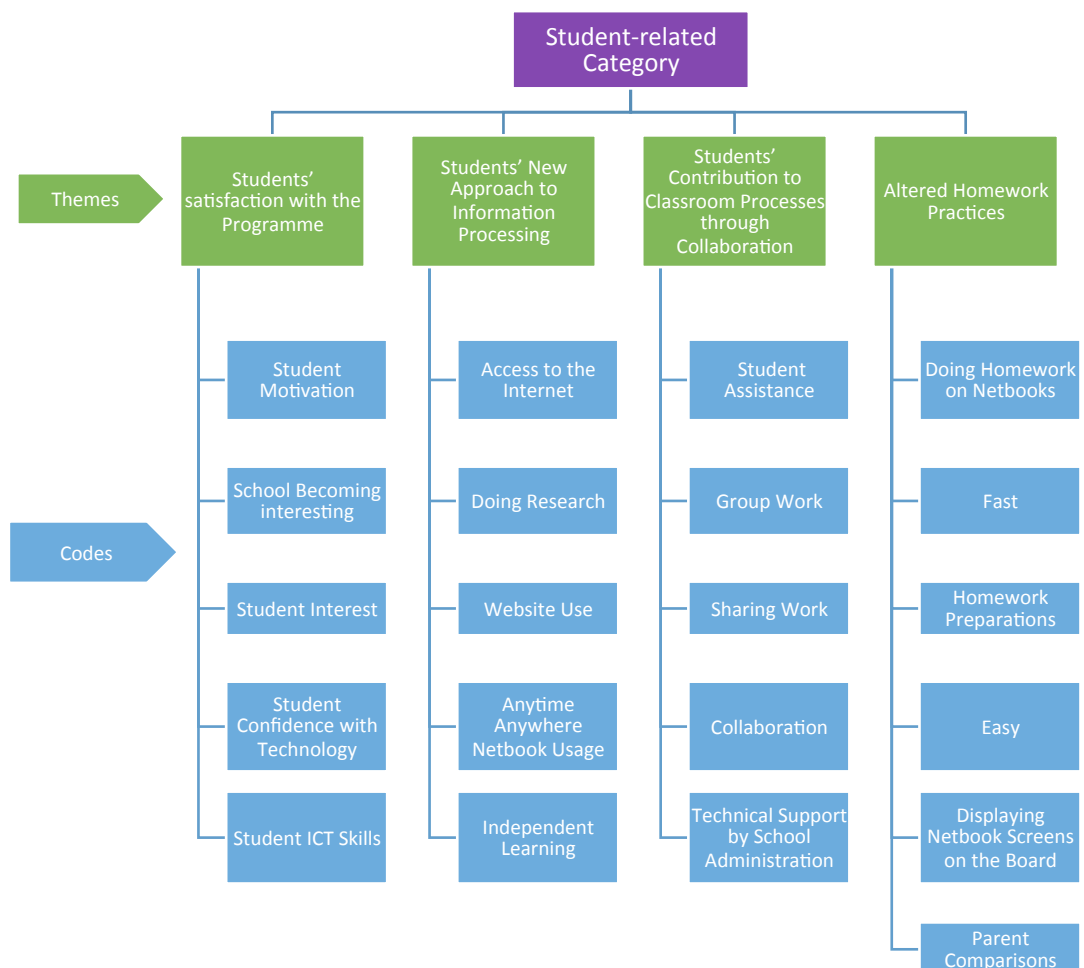 Student-related
Category
Themes
Students'
satisfaction with the
Programme
Students' New
Approach to
Information
Processing
Students'
Contribution to
Classroom Processes
through
Collaboration
Altered Homework
Practices
Codes
Student
Motivation
School Becoming
interesting
Student Interest
Student
Confidence with
Technology
Student ICT Skills
Access to the
Internet
Doing Research
Website Use
Anytime
Anywhere
Netbook Usage
Independent
Learning
Student
Assistance
Group Work
Sharing Work
Collaboration
Technical Support
by School
Administration
Doing Homework
on Netbooks
Fast
Homework
Preparations
Easy
Displaying
Netbook Screens
on the Board
Parent
Comparisons